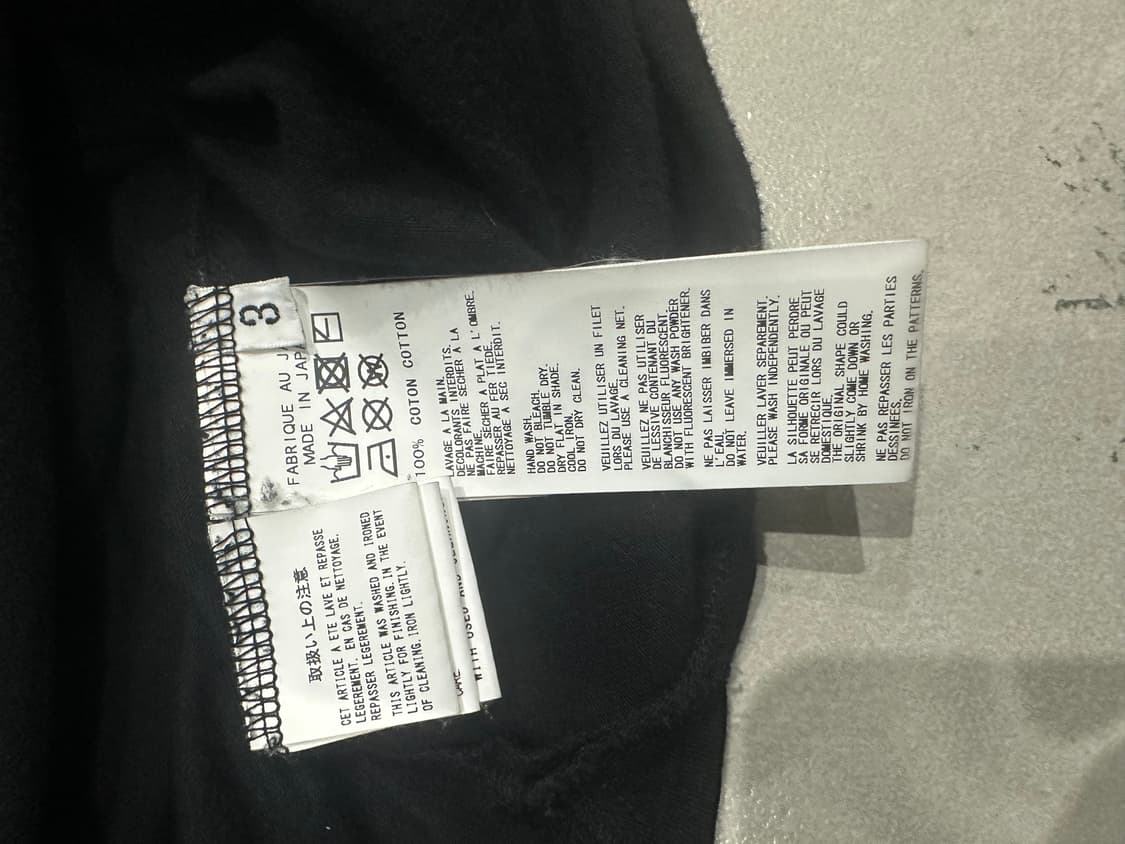 3
FABRIQUE AU J
MADE IN JAPA
100% COTON COTTON
LAVAGE A LA MAIN.
DECOLORANTS INTERDITS.
NE PAS FAIRE SECHER A LA
MACHINE.
FAIRE SECHER A PLAT A L'OMBRE.
REPASSER AU FER TIEDE.
NETTOYAGE A SEC INTERDIT.
HAND WASH.
DO NOT BLEACH.
DO NOT TUMBLE DRY.
DRY FLAT IN SHADE.
COOL IRON.
DO NOT DRY CLEAN.
VEUILLEZ UTILISER UN FILET
LORS DU LAVAGE.
PLEASE USE A CLEANING NET.
VEUILLEZ NE PAS UTILISER
DE LESSIVE CONTENANT DU
BLANCHISSEUR FLUORESCENT.
DO NOT USE ANY WASH POWDER
WITH FLUORESCENT BRIGHTENER.
NE PAS LAISSER IMBIBER DANS
L'EAU.
DO NOT LEAVE IMMERSED IN
WATER.
VEUILLER LAVER SEPAREMENT.
PLEASE WASH INDEPENDENTLY.
LA SILHOUETTE PEUT PERDRE
SA FORME ORIGINALE OU PEUT
SE RETRECIR LORS DU LAVAGE
DOMESTIQUE.
THE ORIGINAL SHAPE COULD
SLIGHTLY COME DOWN OR
SHRINK BY HOME WASHING.
NE PAS REPASSER LES PARTIES
DESSINEES.
DO NOT IRON ON THE PATTERNS.
取扱い上の注意
CET ARTICLE A ETE LAVE ET REPASSE
LEGEREMENT. EN CAS DE NETTOYAGE.
REPASSER LEGEREMENT.
THIS ARTICLE WAS WASHED AND IRONED
LIGHTLY FOR FINISHING. IN THE EVENT
OF CLEANING. IRON LIGHTLY.
WITH USED AND